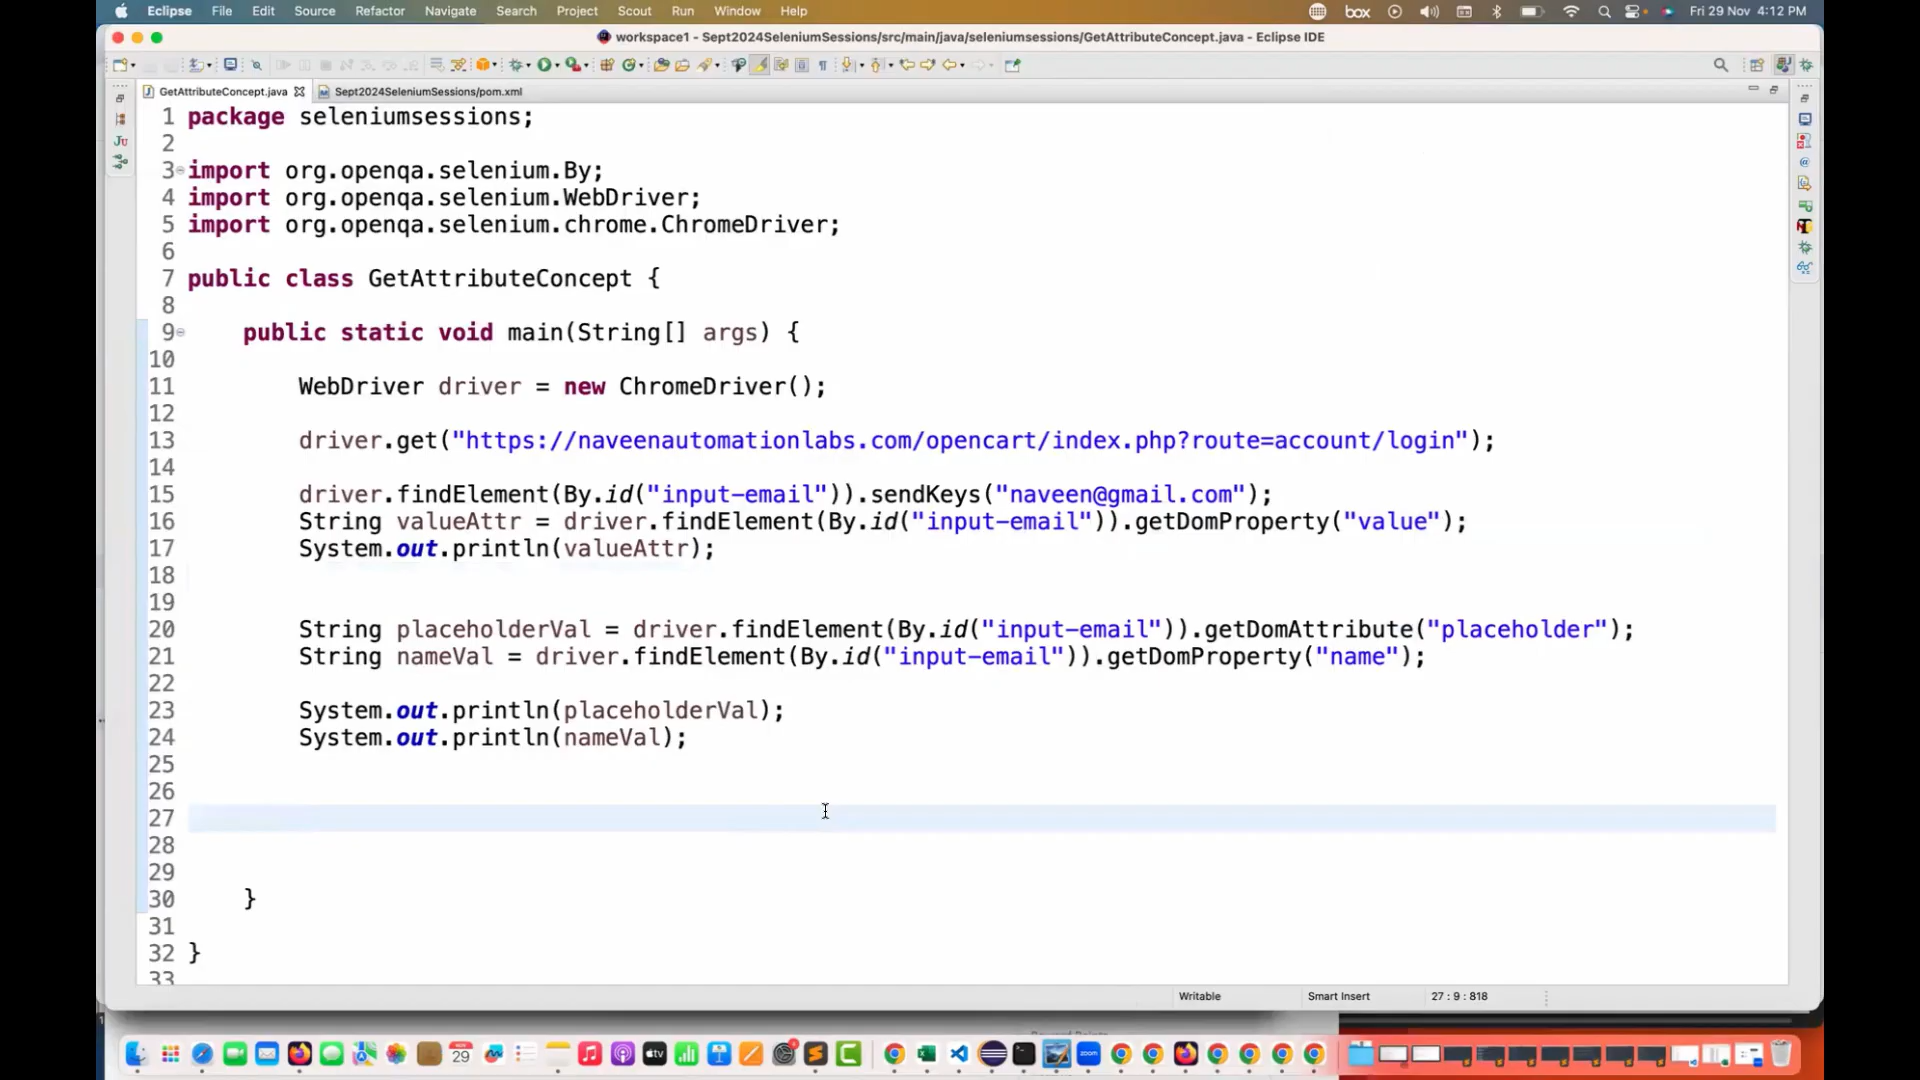 Eclipse File Edit Source Refactor Navigate Search Project Scout Run Window Help box Fri 29 Nov 4:12 PM
workspace1 - Sept2024SeleniumSessions/src/main/java/seleniumsessions/GetAttributeConcept.java - Eclipse IDE
GetAttributeConcept.java Sept2024SeleniumSessions/pom.xml
1 package seleniumsessions;
2
3 import org.openqa.selenium.By;
4 import org.openqa.selenium.WebDriver;
5 import org.openqa.selenium.chrome.ChromeDriver;
6
7 public class GetAttributeConcept {
8
9 public static void main(String[] args) {
10
11 WebDriver driver = new ChromeDriver();
12
13 driver.get("https://naveenautomationlabs.com/opencart/index.php?route=account/login");
14
15 driver.findElement(By.id("input-email")).sendKeys("naveen@gmail.com");
16 String valueAttr = driver.findElement(By.id("input-email")).getDomProperty("value");
17 System.out.println(valueAttr);
18
19
20 String placeholderVal = driver.findElement(By.id("input-email")).getDomAttribute("placeholder");
21 String nameVal = driver.findElement(By.id("input-email")).getDomProperty("name");
22
23 System.out.println(placeholderVal);
24 System.out.println(nameVal);
25
26
27
28
29
30 }
31
32 }
33
Writable Smart Insert 27 : 9 : 818